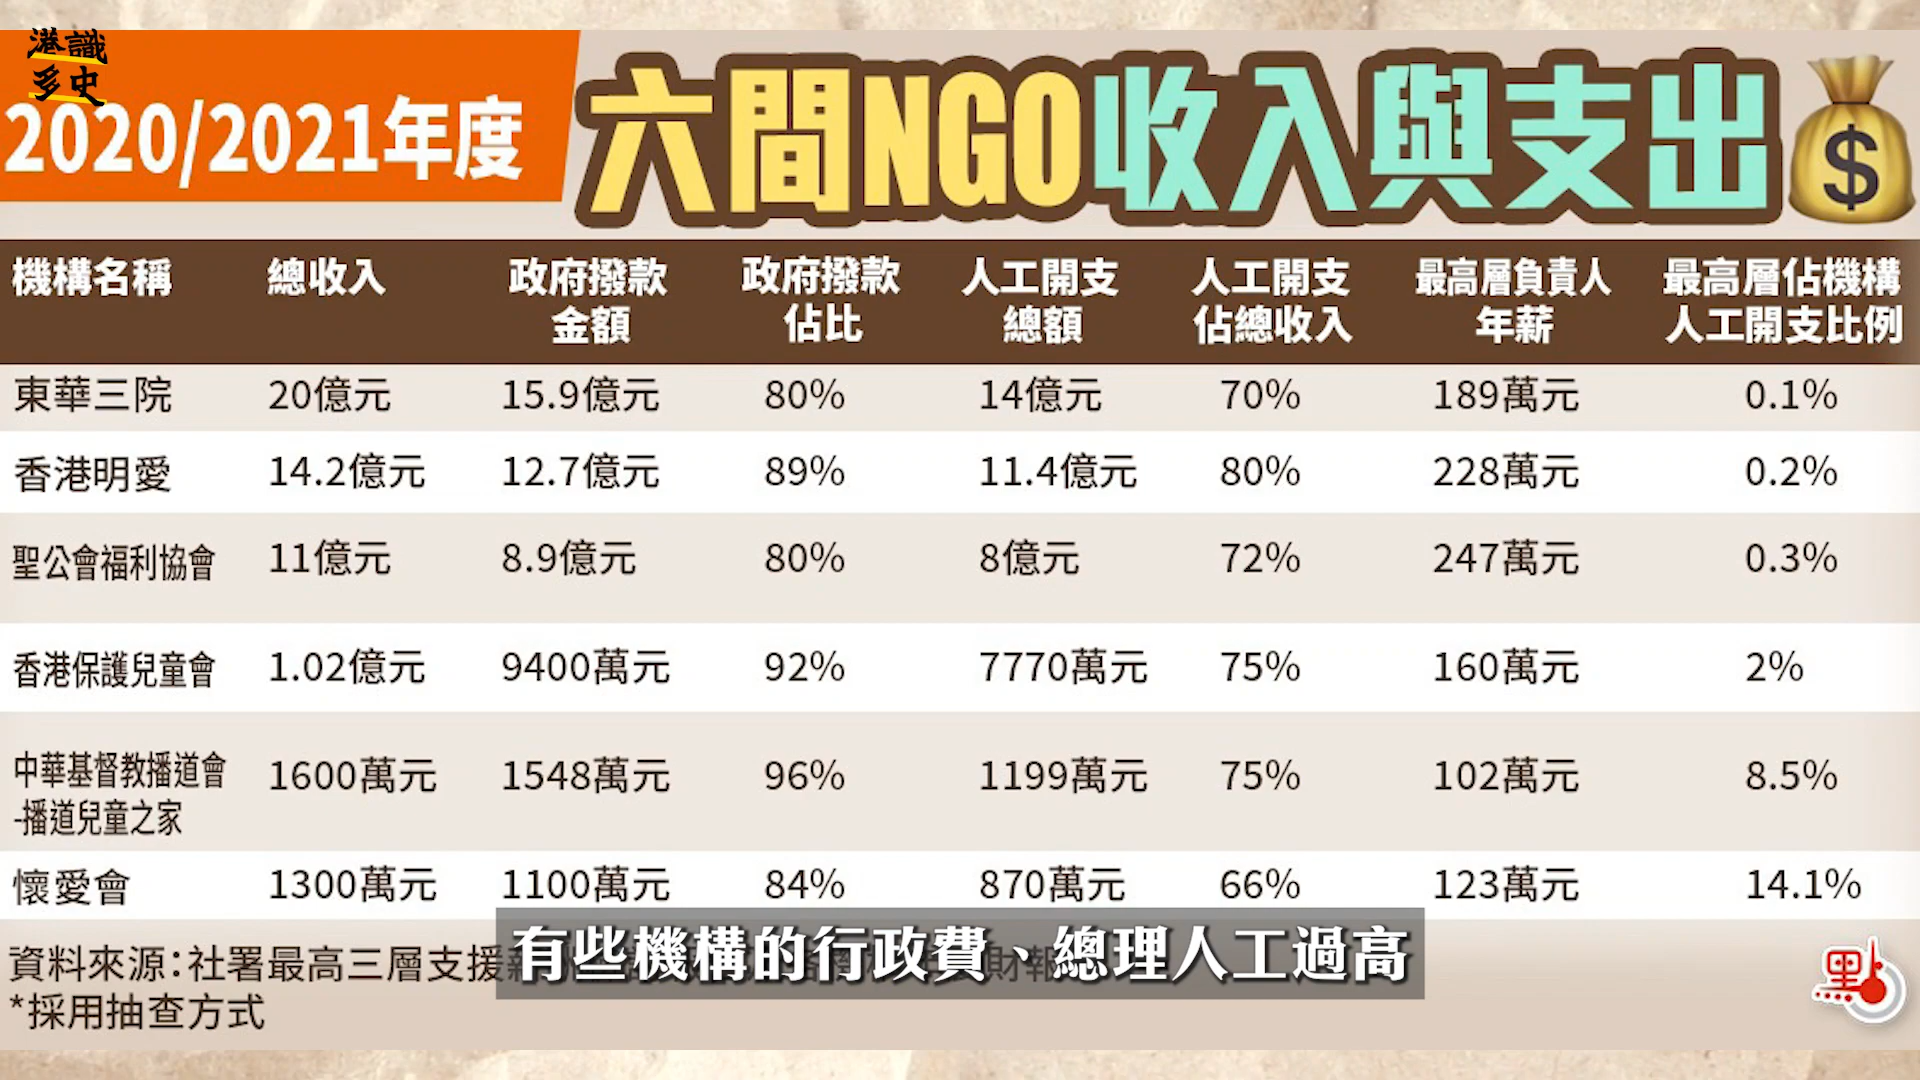 港識
多史
2020/2021年度
六間NGO收入與支出
$
機構名稱 總收入 政府撥款金額 政府撥款佔比 人工開支總額 人工開支佔總收入 最高層負責人年薪 最高層佔機構人工開支比例
東華三院 20億元 15.9億元 80% 14億元 70% 189萬元 0.1%
香港明愛 14.2億元 12.7億元 89% 11.4億元 80% 228萬元 0.2%
聖公會福利協會 11億元 8.9億元 80% 8億元 72% 247萬元 0.3%
香港保護兒童會 1.02億元 9400萬元 92% 7770萬元 75% 160萬元 2%
中華基督教播道會-播道兒童之家 1600萬元 1548萬元 96% 1199萬元 75% 102萬元 8.5%
懷愛會 1300萬元 1100萬元 84% 870萬元 66% 123萬元 14.1%
資料來源：社署最高三層支援 財報
有些機構的行政費、總理人工過高
*採用抽查方式
點